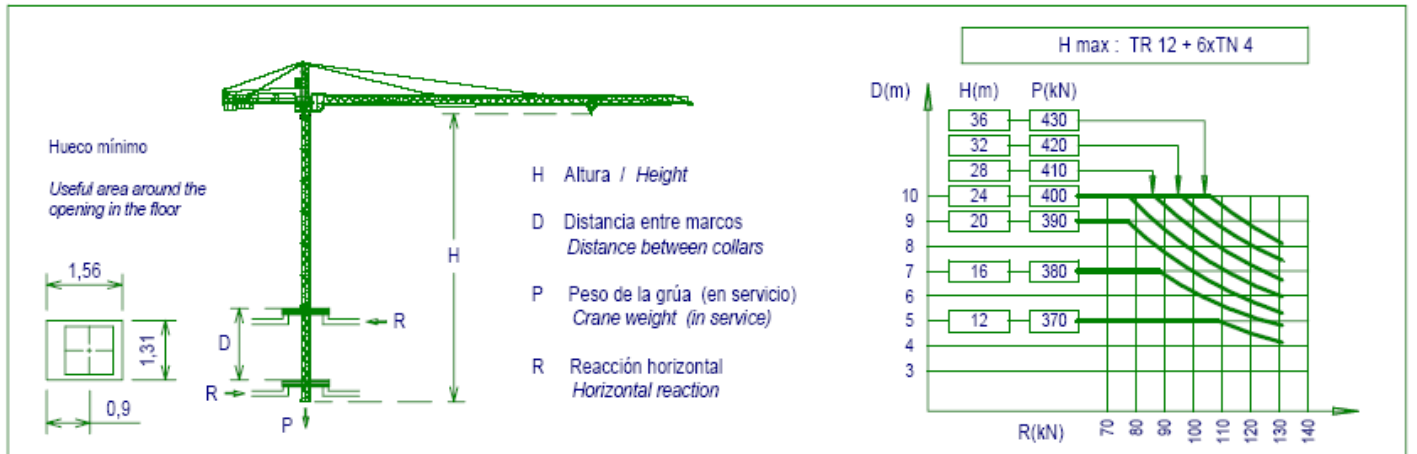 H max : TR 12 + 6xTN 4
Hueco mínimo
Useful area around the
opening in the floor
1,56
1,31
0,9
H
D
R
R
P
H Altura / Height
D Distancia entre marcos
Distance between collars
P Peso de la grúa (en servicio)
Crane weight (in service)
R Reacción horizontal
Horizontal reaction
D(m) H(m) P(kN)
36 430
32 420
28 410
10 24 400
9 20 390
8
7 16 380
6
5 12 370
4
3
R(kN) 70 80 90 100 110 120 130 140